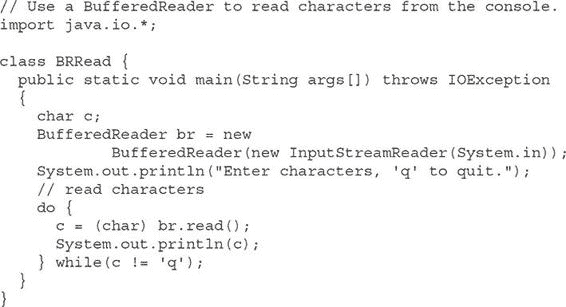 // Use a BufferedReader to read characters from the console.
import java.io.*;

class BRRead {
  public static void main(String args[]) throws IOException
  {
    char c;
    BufferedReader br = new
            BufferedReader(new InputStreamReader(System.in));
    System.out.println("Enter characters, 'q' to quit.");
    // read characters
    do {
      c = (char) br.read();
      System.out.println(c);
    } while(c != 'q');
  }
}